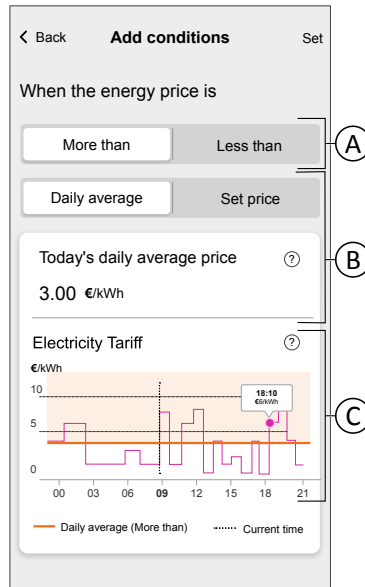 Back Add conditions Set
When the energy price is
More than Less than
A
Daily average Set price
Today's daily average price ?
3.00 €/kWh
B
Electricity Tariff ?
€/kWh
10
18:10
€6/kWh
5
0
C
00 03 06 09 12 15 18 21
Daily average (More than) Current time